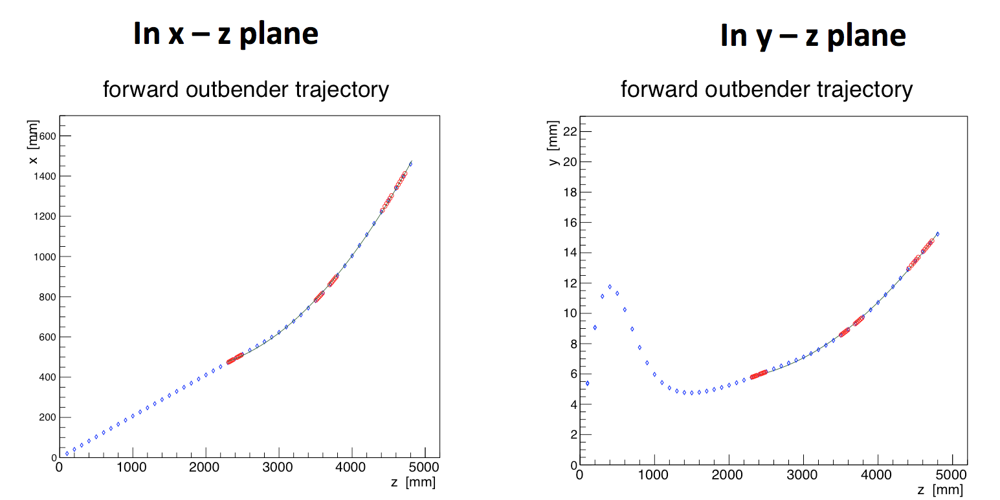 In x – z plane
forward outbender trajectory
x [mm]
1600
1400
1200
1000
800
600
400
200
0
0 1000 2000 3000 4000 5000
z [mm]
In y – z plane
forward outbender trajectory
y [mm]
22
20
18
16
14
12
10
8
6
4
2
0
0 1000 2000 3000 4000 5000
z [mm]